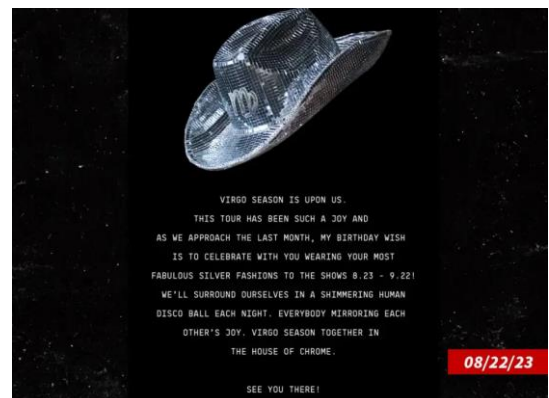 VIRGO SEASON IS UPON US.
THIS TOUR HAS BEEN SUCH A JOY AND
AS WE APPROACH THE LAST MONTH, MY BIRTHDAY WISH
IS TO CELEBRATE WITH YOU WEARING YOUR MOST
FABULOUS SILVER FASHIONS TO THE SHOWS 8.23 - 9.22!
WE'LL SURROUND OURSELVES IN A SHIMMERING HUMAN
DISCO BALL EACH NIGHT. EVERYBODY MIRRORING EACH
OTHER'S JOY. VIRGO SEASON TOGETHER IN
THE HOUSE OF CHROME.
SEE YOU THERE!
08/22/23